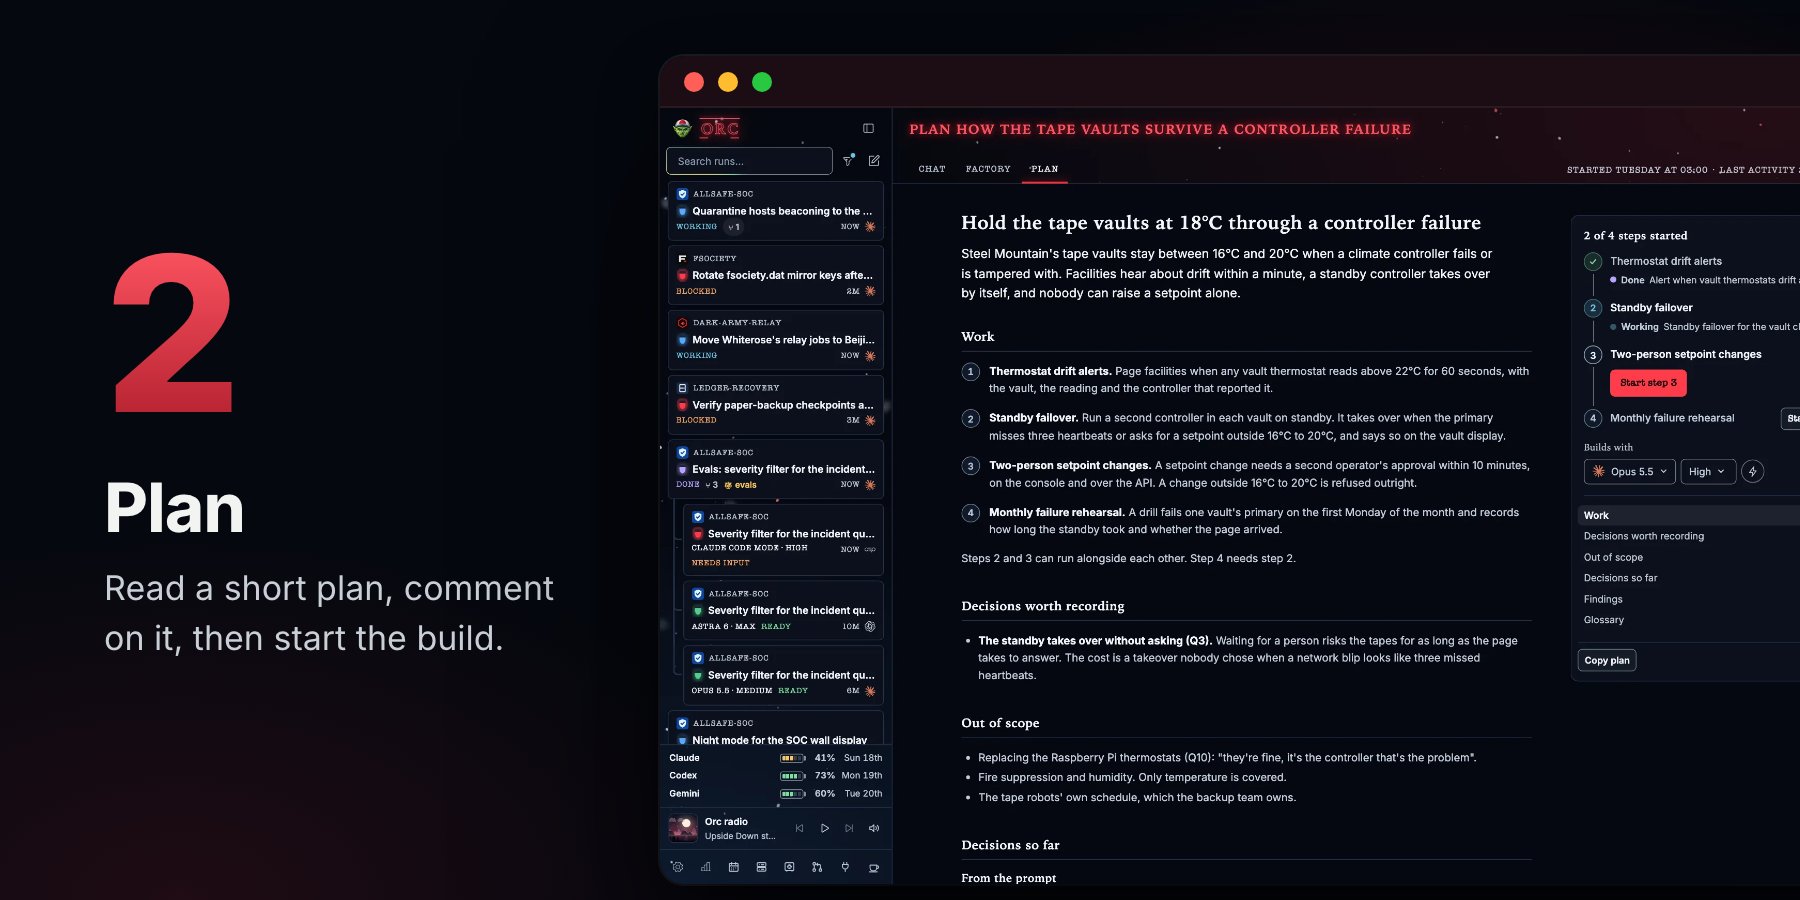 2
Plan
Read a short plan, comment
on it, then start the build.
ORC
Search runs...
ALLSAFE-SOC
Quarantine hosts beaconing to the ...
WORKING 1 NOW
FSOCIETY
Rotate fsociety.dat mirror keys afte...
BLOCKED 2M
DARK-ARMY-RELAY
Move Whiterose's relay jobs to Beiji...
WORKING NOW
LEDGER-RECOVERY
Verify paper-backup checkpoints a...
BLOCKED 3M
ALLSAFE-SOC
Evals: severity filter for the incident...
DONE 3 evals NOW
ALLSAFE-SOC
Severity filter for the incident qu...
CLAUDE CODE MODE · HIGH NOW
NEEDS INPUT
ALLSAFE-SOC
Severity filter for the incident qu...
ASTRA 6 · MAX READY 10M
ALLSAFE-SOC
Severity filter for the incident qu...
OPUS 5.5 · MEDIUM READY 6M
ALLSAFE-SOC
Night mode for the SOC wall display
Claude 41% Sun 18th
Codex 73% Mon 19th
Gemini 60% Tue 20th
Orc radio
Upside Down st...
PLAN HOW THE TAPE VAULTS SURVIVE A CONTROLLER FAILURE
CHAT FACTORY PLAN
STARTED TUESDAY AT 03:00 · LAST ACTIVITY
Hold the tape vaults at 18°C through a controller failure
Steel Mountain's tape vaults stay between 16°C and 20°C when a climate controller fails or
is tampered with. Facilities hear about drift within a minute, a standby controller takes over
by itself, and nobody can raise a setpoint alone.
Work
1 Thermostat drift alerts. Page facilities when any vault thermostat reads above 22°C for 60 seconds, with
the vault, the reading and the controller that reported it.
2 Standby failover. Run a second controller in each vault on standby. It takes over when the primary
misses three heartbeats or asks for a setpoint outside 16°C to 20°C, and says so on the vault display.
3 Two-person setpoint changes. A setpoint change needs a second operator's approval within 10 minutes,
on the console and over the API. A change outside 16°C to 20°C is refused outright.
4 Monthly failure rehearsal. A drill fails one vault's primary on the first Monday of the month and records
how long the standby took and whether the page arrived.
Steps 2 and 3 can run alongside each other. Step 4 needs step 2.
Decisions worth recording
• The standby takes over without asking (Q3). Waiting for a person risks the tapes for as long as the page
takes to answer. The cost is a takeover nobody chose when a network blip looks like three missed
heartbeats.
Out of scope
• Replacing the Raspberry Pi thermostats (Q10): "they're fine, it's the controller that's the problem".
• Fire suppression and humidity. Only temperature is covered.
• The tape robots' own schedule, which the backup team owns.
Decisions so far
From the prompt
2 of 4 steps started
Thermostat drift alerts
Done Alert when vault thermostats drift
2 Standby failover
Working Standby failover for the vault
3 Two-person setpoint changes
Start step 3
4 Monthly failure rehearsal
Builds with
Opus 5.5 High
Work
Decisions worth recording
Out of scope
Decisions so far
Findings
Glossary
Copy plan